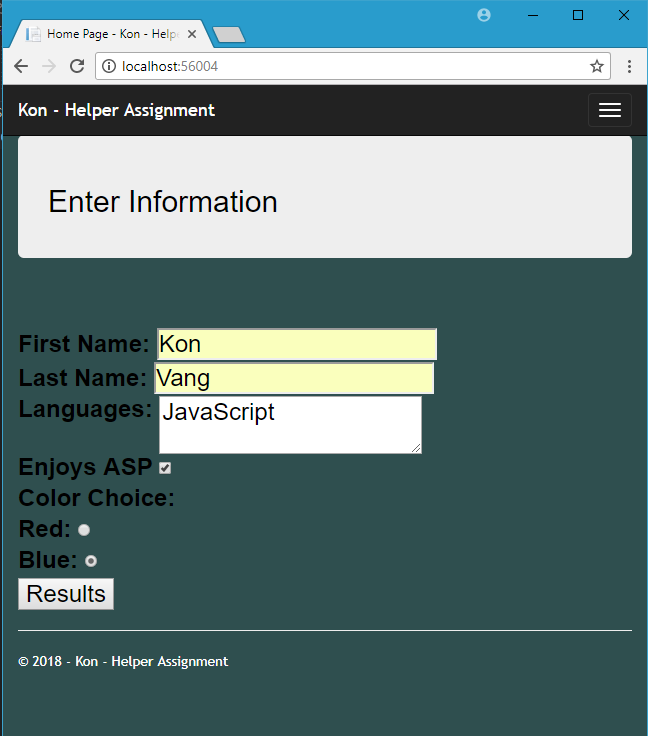 Home Page - Kon - Help
localhost:56004
Kon - Helper Assignment
Enter Information
First Name: Kon
Last Name: Vang
Languages: JavaScript
Enjoys ASP
Color Choice:
Red:
Blue:
Results
© 2018 - Kon - Helper Assignment